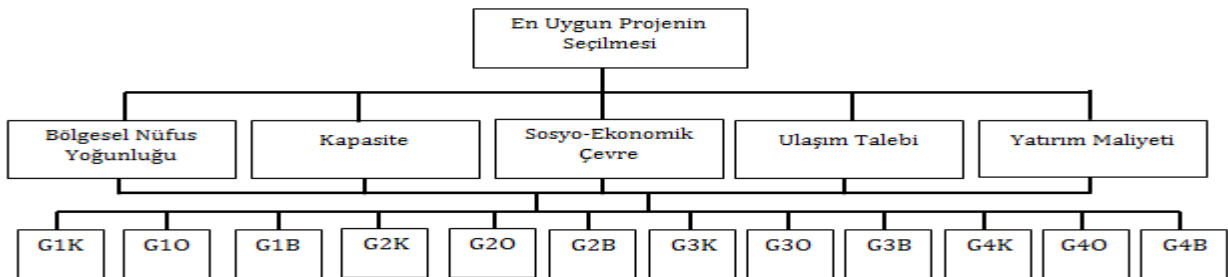 En Uygun Projenin
Seçilmesi
Bölgesel Nüfus
Yoğunluğu
Kapasite
Sosyo-Ekonomik
Çevre
Ulaşım Talebi
Yatırım Maliyeti
G1K
G1O
G1B
G2K
G2O
G2B
G3K
G3O
G3B
G4K
G4O
G4B